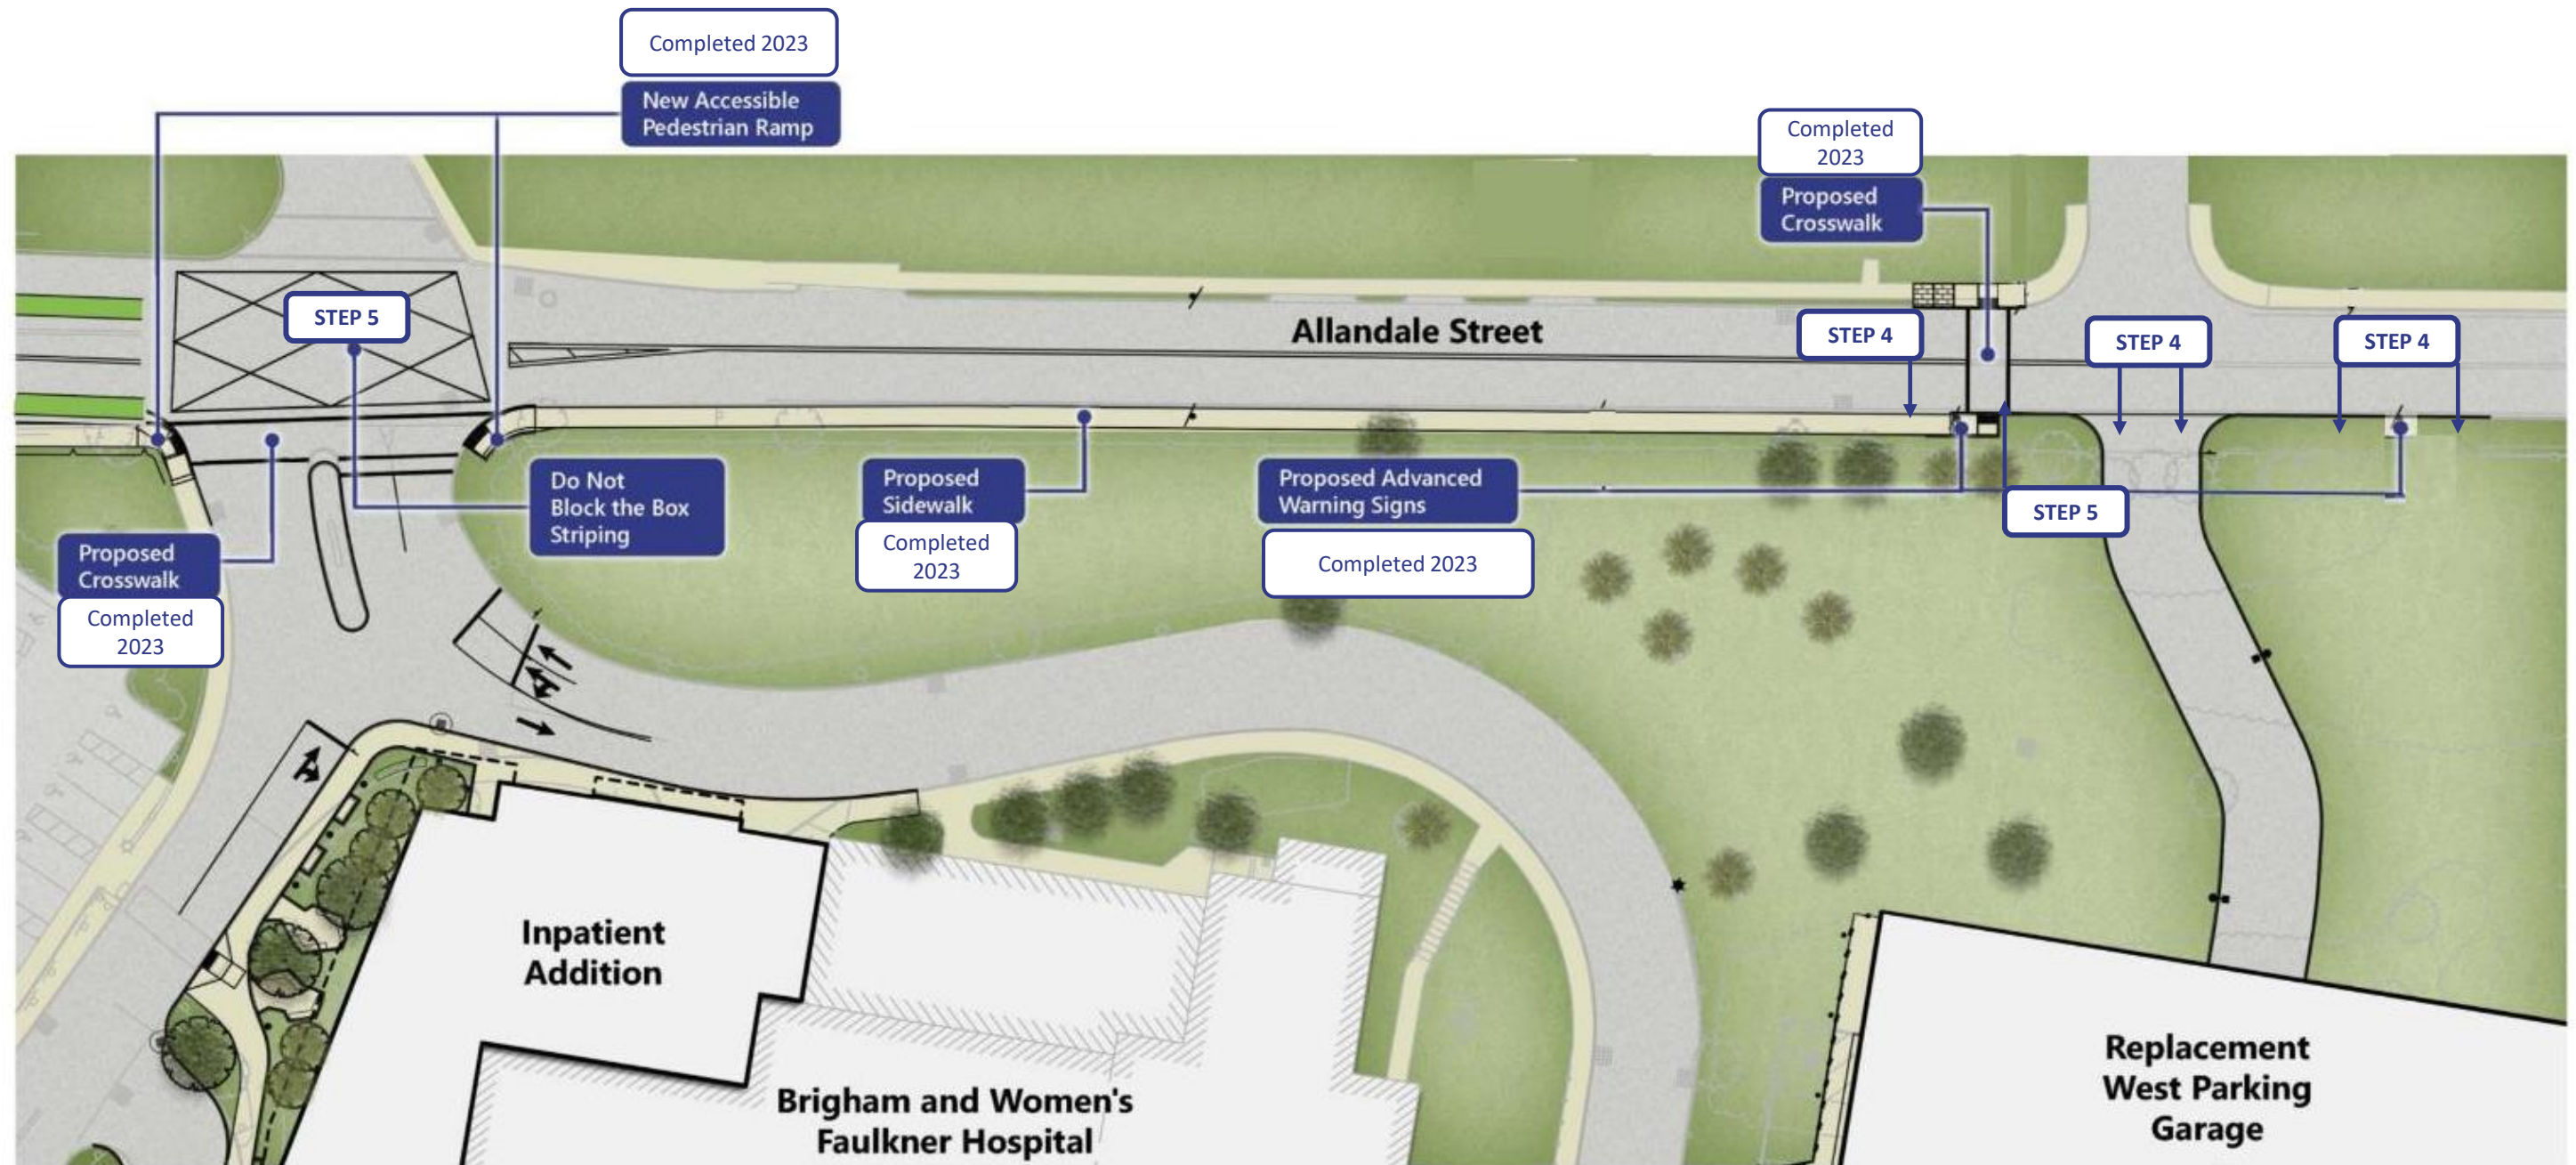 Completed 2023
New Accessible
Pedestrian Ramp
Completed
2023
Proposed
Crosswalk
STEP 5
Allandale Street
STEP 4
STEP 4
STEP 4
Do Not
Block the Box
Striping
Proposed
Sidewalk
Completed
2023
Proposed Advanced
Warning Signs
Completed 2023
STEP 5
Proposed
Crosswalk
Completed
2023
Inpatient
Addition
Brigham and Women's
Faulkner Hospital
Replacement
West Parking
Garage